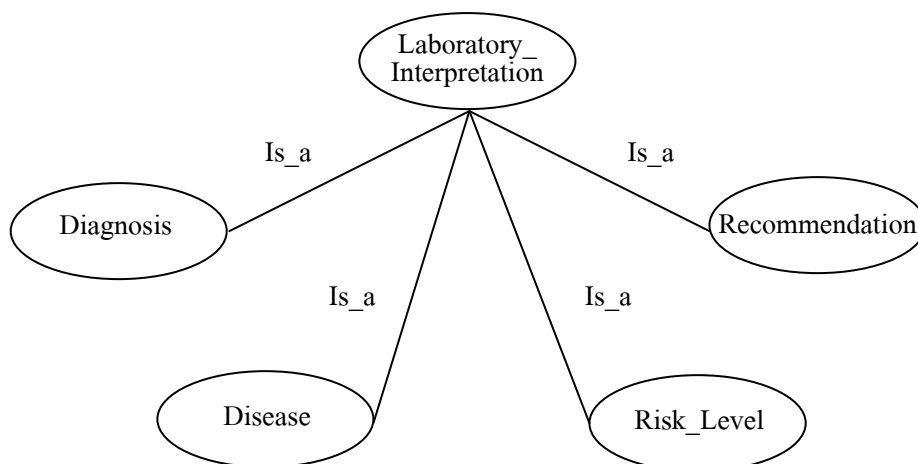 Laboratory_
Interpretation
Is_a
Is_a
Diagnosis
Recommendation
Is_a
Is_a
Disease
Risk_Level